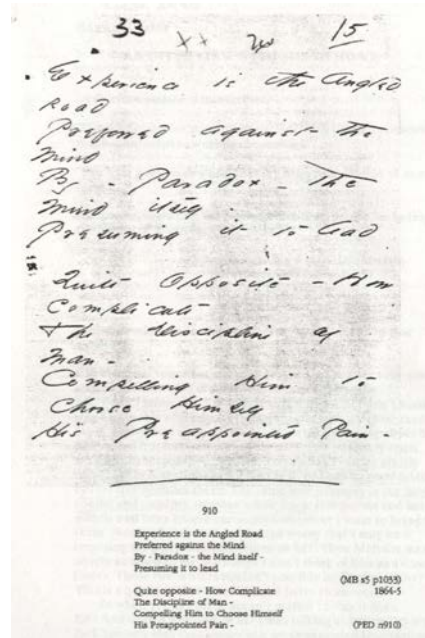 33 xx 15
Experience is the Angled
Road
Preferred against the
Mind
By - Paradox - The
Mind itself
Presuming it to lead
Quite Opposite - How
Complicate
The Discipline of
Man -
Compelling Him to
Choose Himself
His Preappointed Pain -
910
Experience is the Angled Road
Preferred against the Mind
By - Paradox - the Mind itself -
Presuming it to lead
(MB s5 p1033)
Quite opposite - How Complicate 1864-5
The Discipline of Man -
Compelling Him to Choose Himself
His Preappointed Pain - (PED r910)